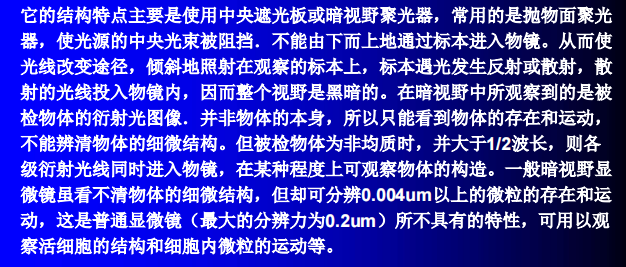 它的结构特点主要是使用中央遮光板或暗视野聚光器，常用的是抛物面聚光
器，使光源的中央光束被阻挡．不能由下而上地通过标本进入物镜。从而使
光线改变途径，倾斜地照射在观察的标本上，标本遇光发生反射或散射，散
射的光线投入物镜内，因而整个视野是黑暗的。在暗视野中所观察到的是被
检物体的衍射光图像．并非物体的本身，所以只能看到物体的存在和运动，
不能辨清物体的细微结构。但被检物体为非均质时，并大于1/2波长，则各
级衍射光线同时进入物镜，在某种程度上可观察物体的构造。一般暗视野显
微镜虽看不清物体的细微结构，但却可分辨0.004um以上的微粒的存在和运
动，这是普通显微镜（最大的分辨力为0.2um）所不具有的特性，可用以观
察活细胞的结构和细胞内微粒的运动等。